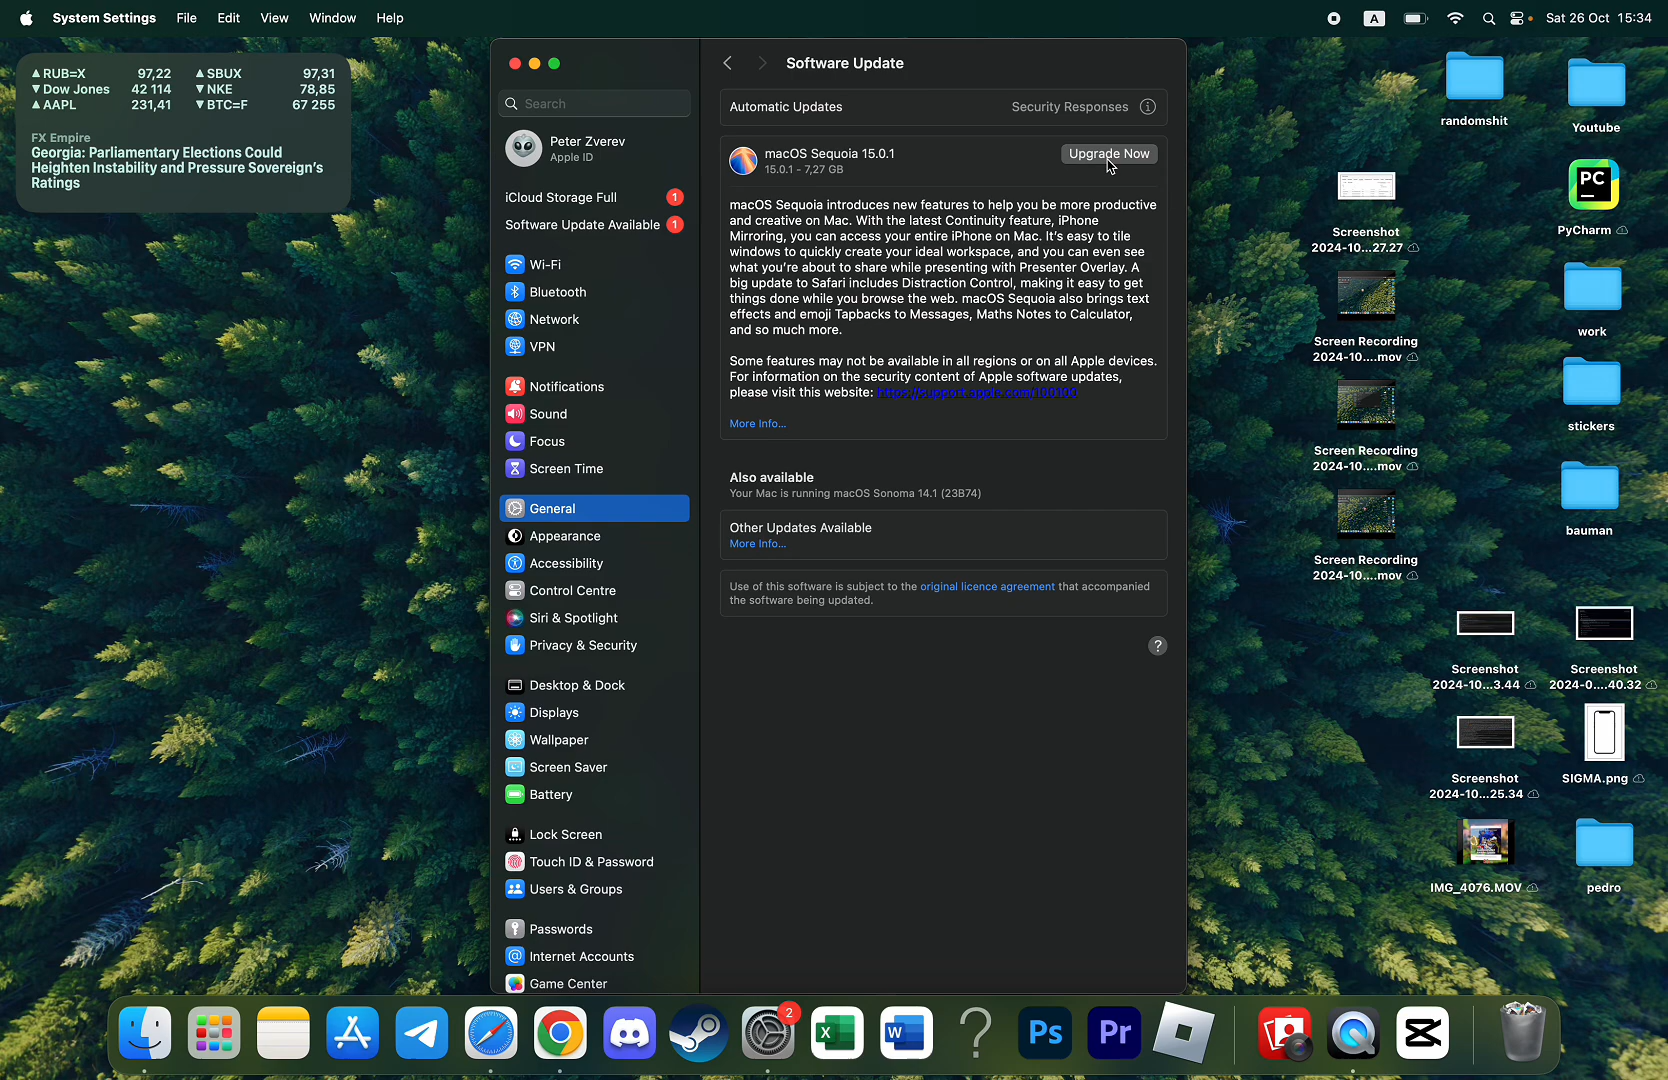 System Settings File Edit View Window Help
A Sat 26 Oct 15:34
▲ RUB=X 97,22 ▲ SBUX 97,31
▼ Dow Jones 42 114 ▼ NKE 78,85
▲ AAPL 231,41 ▼ BTC=F 67 255
FX Empire
Georgia: Parliamentary Elections Could
Heighten Instability and Pressure Sovereign's
Ratings
Search
Peter Zverev
Apple ID
iCloud Storage Full 1
Software Update Available 1
Wi-Fi
Bluetooth
Network
VPN
Notifications
Sound
Focus
Screen Time
General
Appearance
Accessibility
Control Centre
Siri & Spotlight
Privacy & Security
Desktop & Dock
Displays
Wallpaper
Screen Saver
Battery
Lock Screen
Touch ID & Password
Users & Groups
Passwords
Internet Accounts
Game Center
Software Update
Automatic Updates Security Responses
macOS Sequoia 15.0.1 Upgrade Now
15.0.1 - 7,27 GB
macOS Sequoia introduces new features to help you be more productive
and creative on Mac. With the latest Continuity feature, iPhone
Mirroring, you can access your entire iPhone on Mac. It's easy to tile
windows to quickly create your ideal workspace, and you can even see
what you're about to share while presenting with Presenter Overlay. A
big update to Safari includes Distraction Control, making it easy to get
things done while you browse the web. macOS Sequoia also brings text
effects and emoji Tapbacks to Messages, Maths Notes to Calculator,
and so much more.
Some features may not be available in all regions or on all Apple devices.
For information on the security content of Apple software updates,
please visit this website: https://support.apple.com/100100
More Info...
Also available
Your Mac is running macOS Sonoma 14.1 (23B74)
Other Updates Available
More Info...
Use of this software is subject to the original licence agreement that accompanied
the software being updated.
?
randomshit
Youtube
Screenshot
2024-10...27.27
PC
PyCharm
Screen Recording
2024-10....mov
work
Screen Recording
2024-10....mov
stickers
Screen Recording
2024-10....mov
bauman
Screenshot
2024-10...3.44
Screenshot
2024-0....40.32
Screenshot
2024-10...25.34
SIGMA.png
IMG_4076.MOV
pedro
2
X
W
?
Ps
Pr